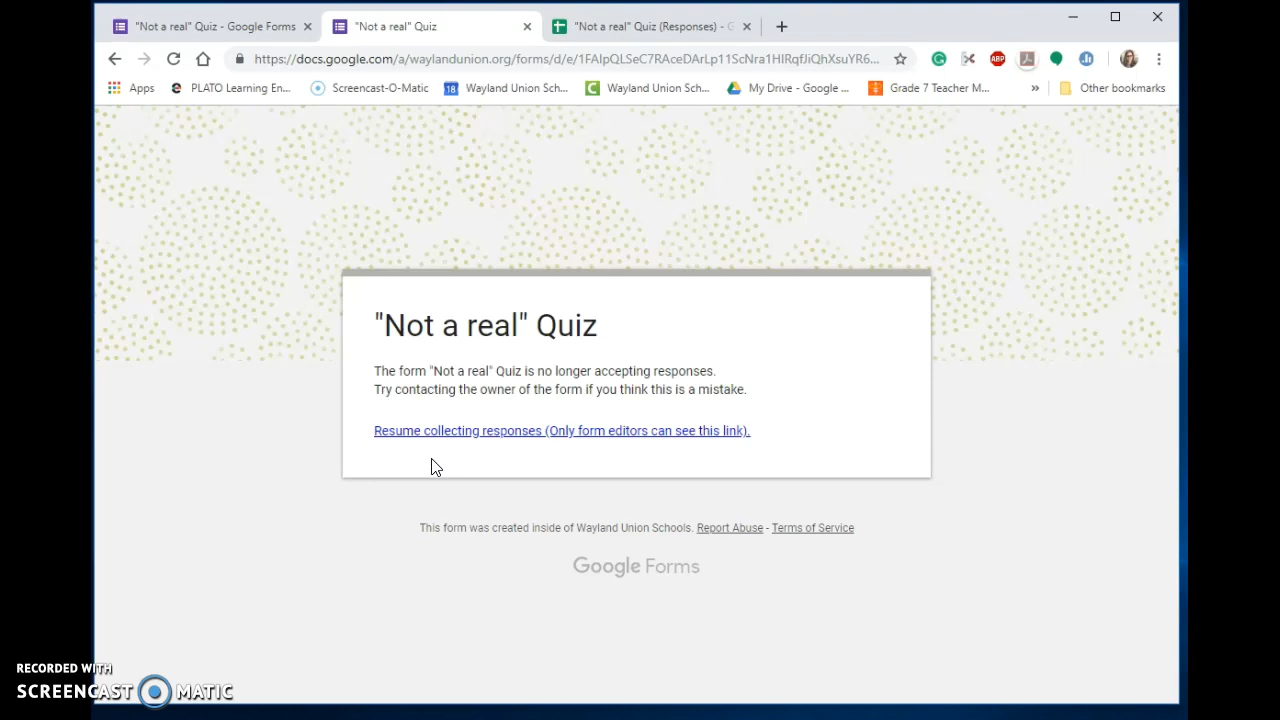 "Not a real" Quiz - Google Forms
"Not a real" Quiz
"Not a real" Quiz (Responses) - G
https://docs.google.com/a/waylandunion.org/forms/d/e/1FAIpQLSeC7RAceDArLp11ScNra1HIRqfJiQhXsuYR6...
ABP
Apps
PLATO Learning En...
Screencast-O-Matic
18
Wayland Union Sch...
Wayland Union Sch...
My Drive - Google ...
Grade 7 Teacher M...
»
Other bookmarks
"Not a real" Quiz
The form "Not a real" Quiz is no longer accepting responses.
Try contacting the owner of the form if you think this is a mistake.
Resume collecting responses (Only form editors can see this link).
This form was created inside of Wayland Union Schools. Report Abuse - Terms of Service
Google Forms
RECORDED WITH
SCREENCAST MATIC